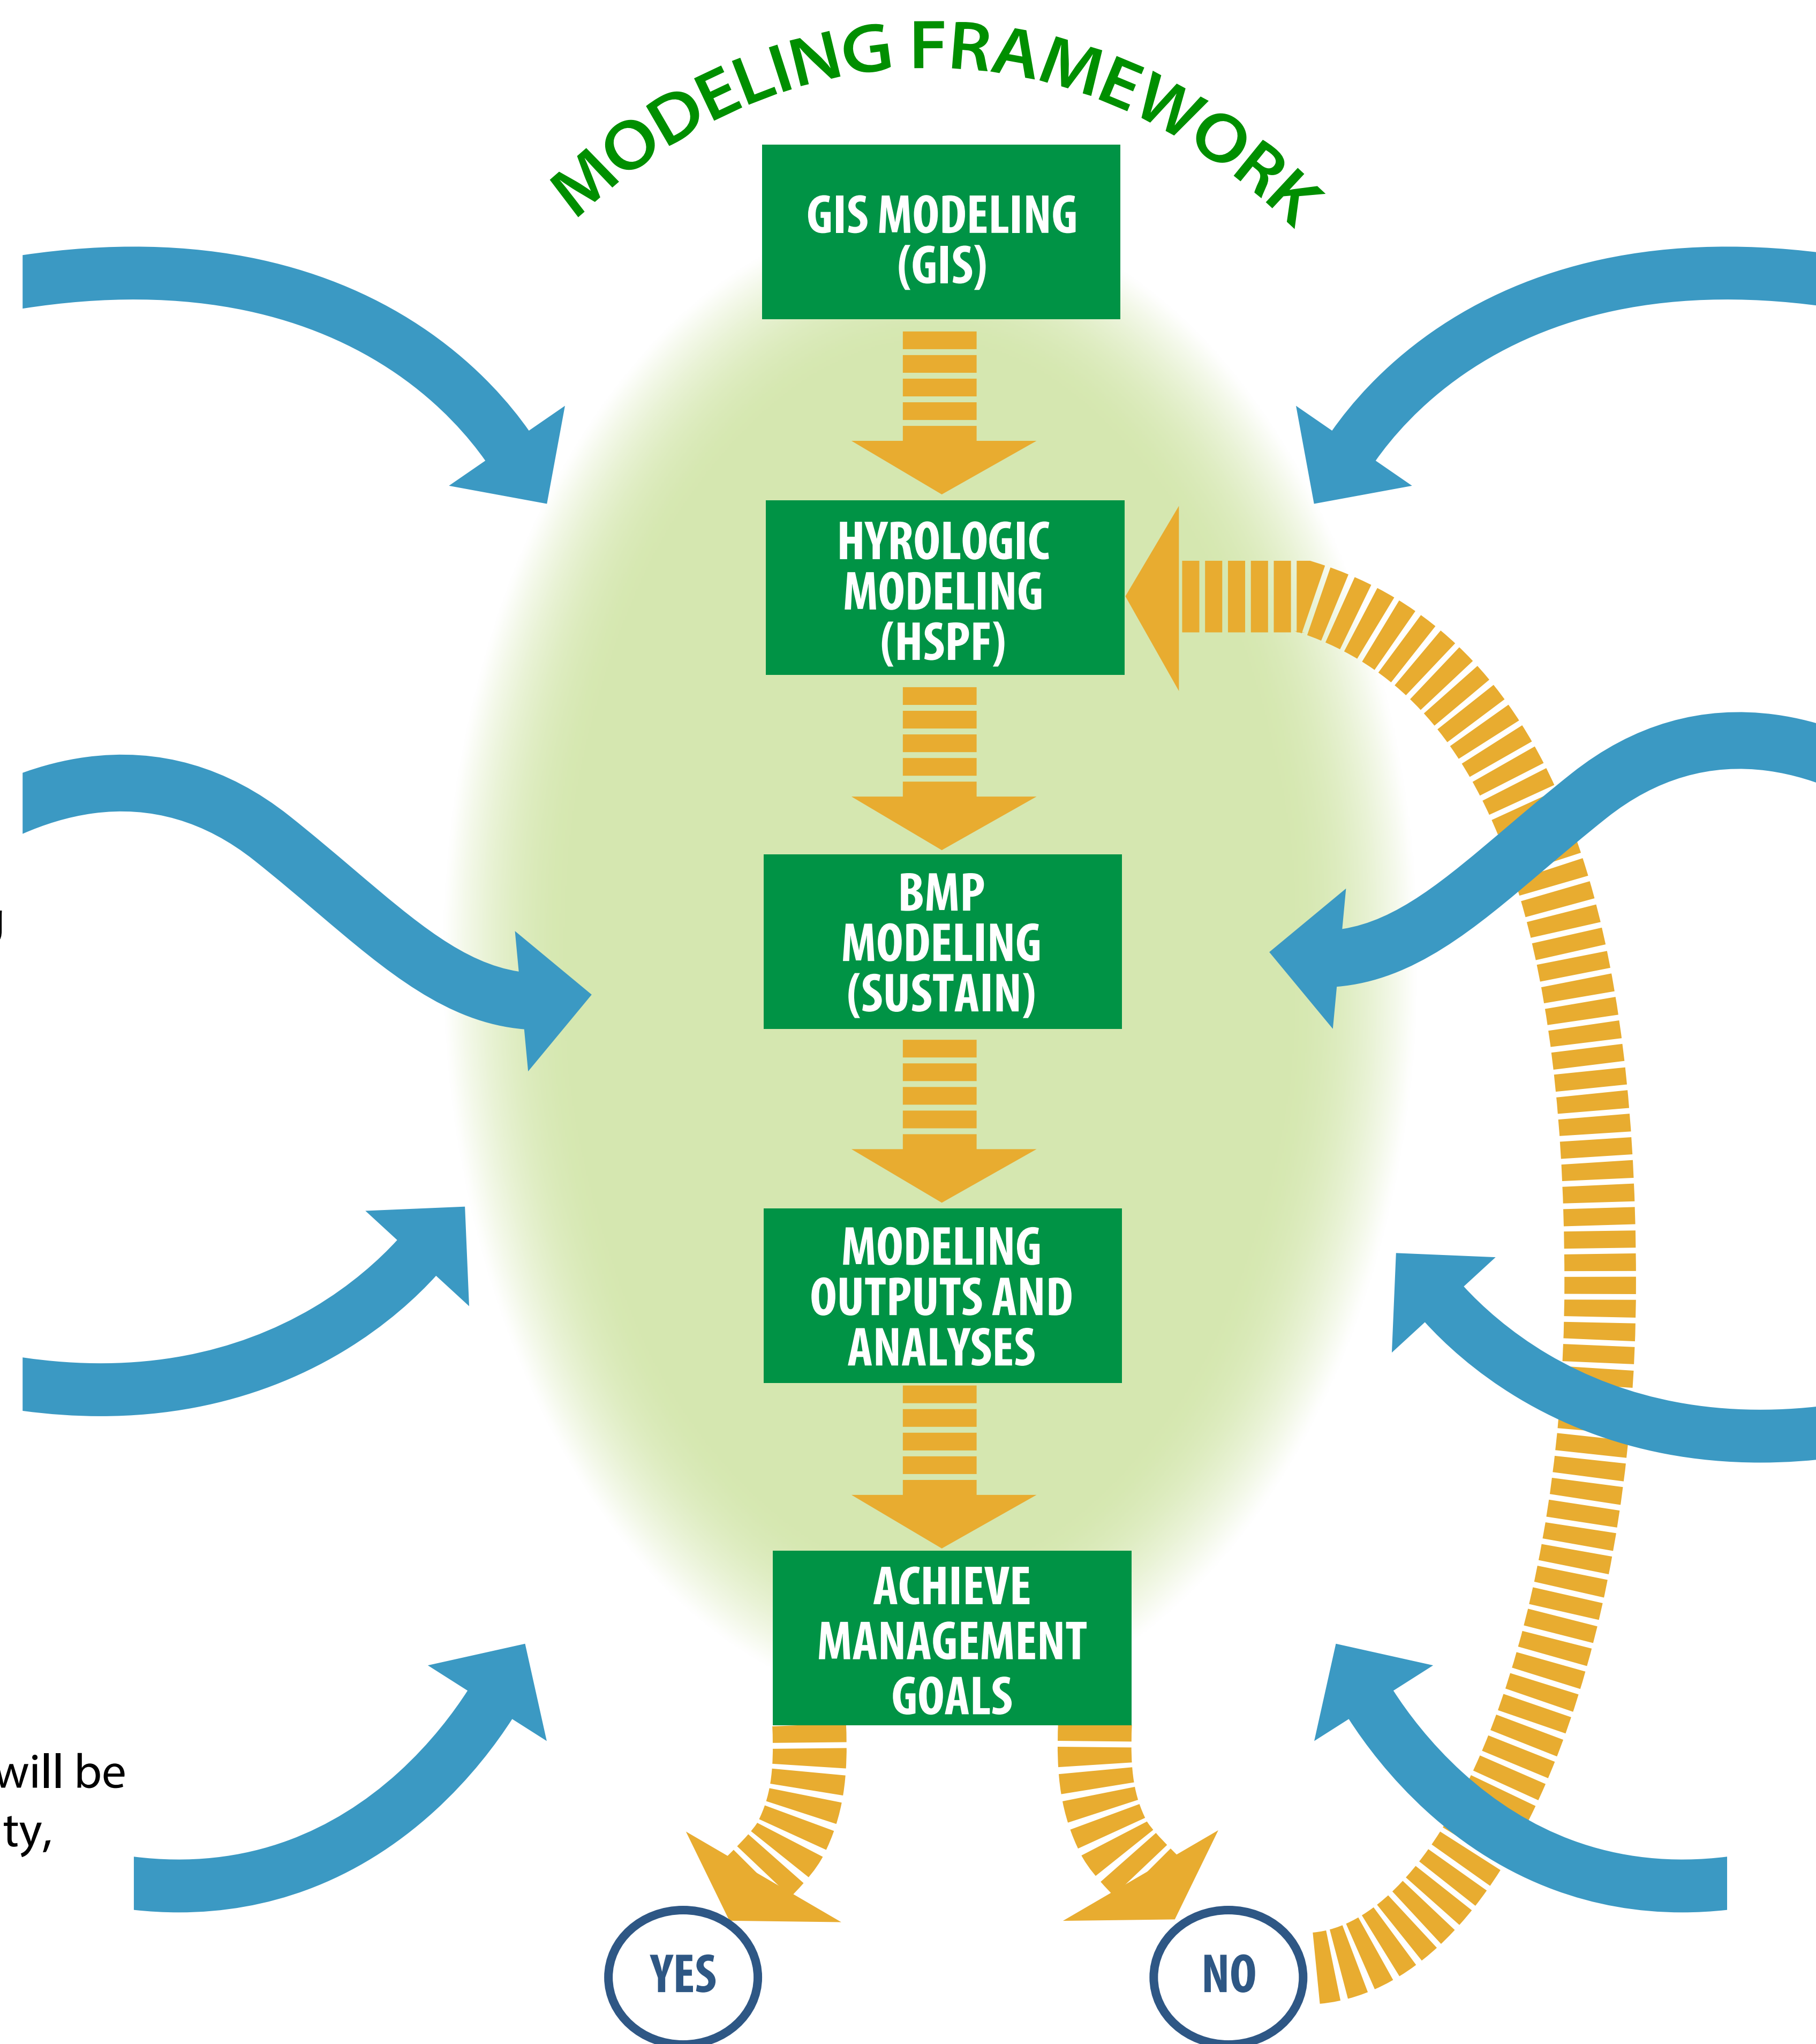 MODELING FRAMEWORK
GIS MODELING
(GIS)
HYROLOGIC
MODELING
(HSPF)
BMP
MODELING
(SUSTAIN)
MODELING
OUTPUTS AND
ANALYSES
ACHIEVE
MANAGEMENT
GOALS
will be
ty,
YES
NO